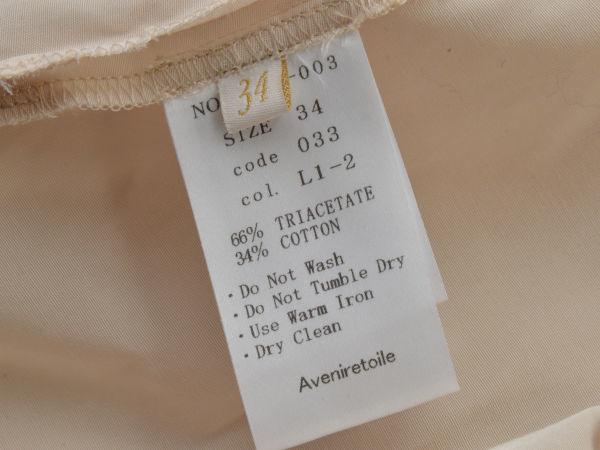 34
NO -003
SIZE 34
code 033
col. L1-2
66% TRIACETATE
34% COTTON
・Do Not Wash
・Do Not Tumble Dry
・Use Warm Iron
・Dry Clean
Aveniretoile